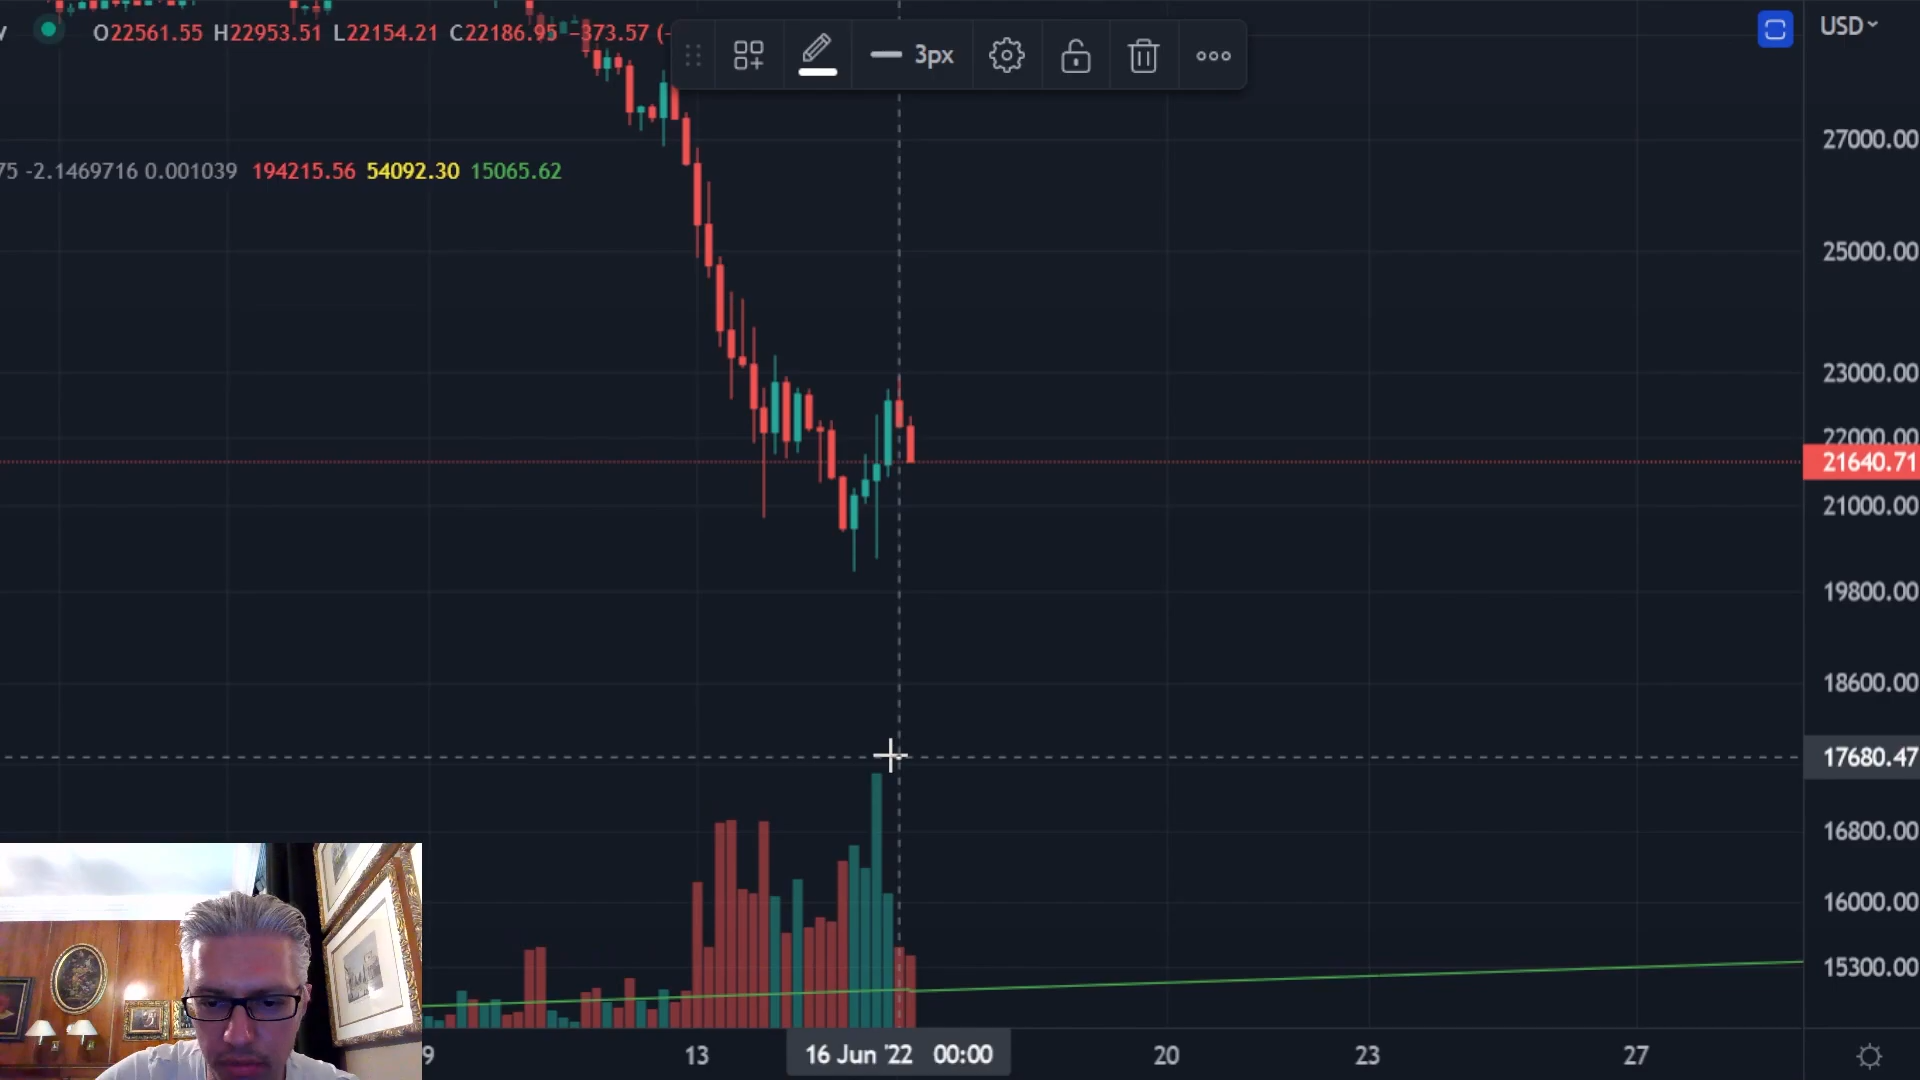 O22561.55 H22953.51 L22154.21 C22186.95 −373.57 (−
3px
USD
75 -2.1469716 0.001039 194215.56 54092.30 15065.62
27000.00
25000.00
23000.00
22000.00
21640.71
21000.00
19800.00
18600.00
17680.47
16800.00
16000.00
15300.00
9 13 16 Jun '22 00:00 20 23 27